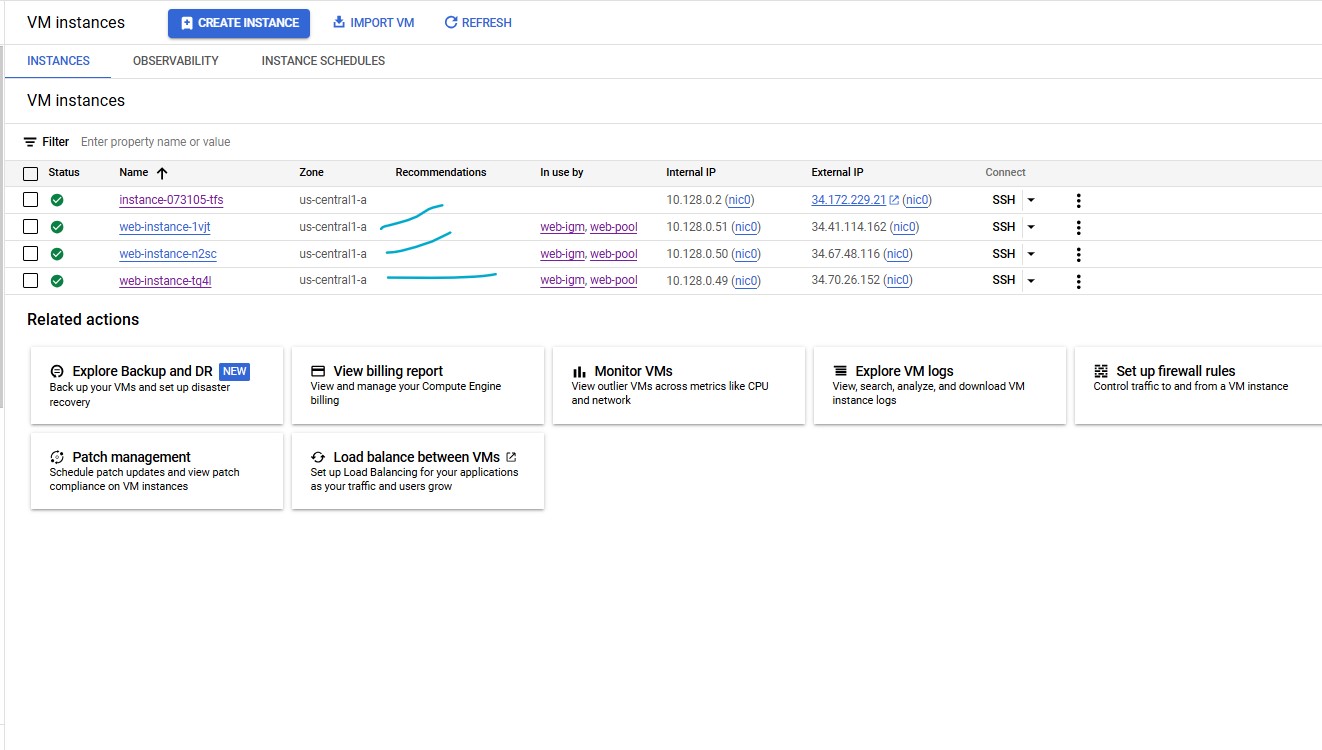 VM instances CREATE INSTANCE IMPORT VM REFRESH
INSTANCES OBSERVABILITY INSTANCE SCHEDULES
VM instances
Filter Enter property name or value
Status Name Zone Recommendations In use by Internal IP External IP Connect
instance-073105-tfs us-central1-a 10.128.0.2 (nic0) 34.172.229.21 (nic0) SSH
web-instance-1vjt us-central1-a web-igm, web-pool 10.128.0.51 (nic0) 34.41.114.162 (nic0) SSH
web-instance-n2sc us-central1-a web-igm, web-pool 10.128.0.50 (nic0) 34.67.48.116 (nic0) SSH
web-instance-tq4l us-central1-a web-igm, web-pool 10.128.0.49 (nic0) 34.70.26.152 (nic0) SSH
Related actions
Explore Backup and DR NEW
Back up your VMs and set up disaster
recovery
View billing report
View and manage your Compute Engine
billing
Monitor VMs
View outlier VMs across metrics like CPU
and network
Explore VM logs
View, search, analyze, and download VM
instance logs
Set up firewall rules
Control traffic to and from a VM instance
Patch management
Schedule patch updates and view patch
compliance on VM instances
Load balance between VMs
Set up Load Balancing for your applications
as your traffic and users grow